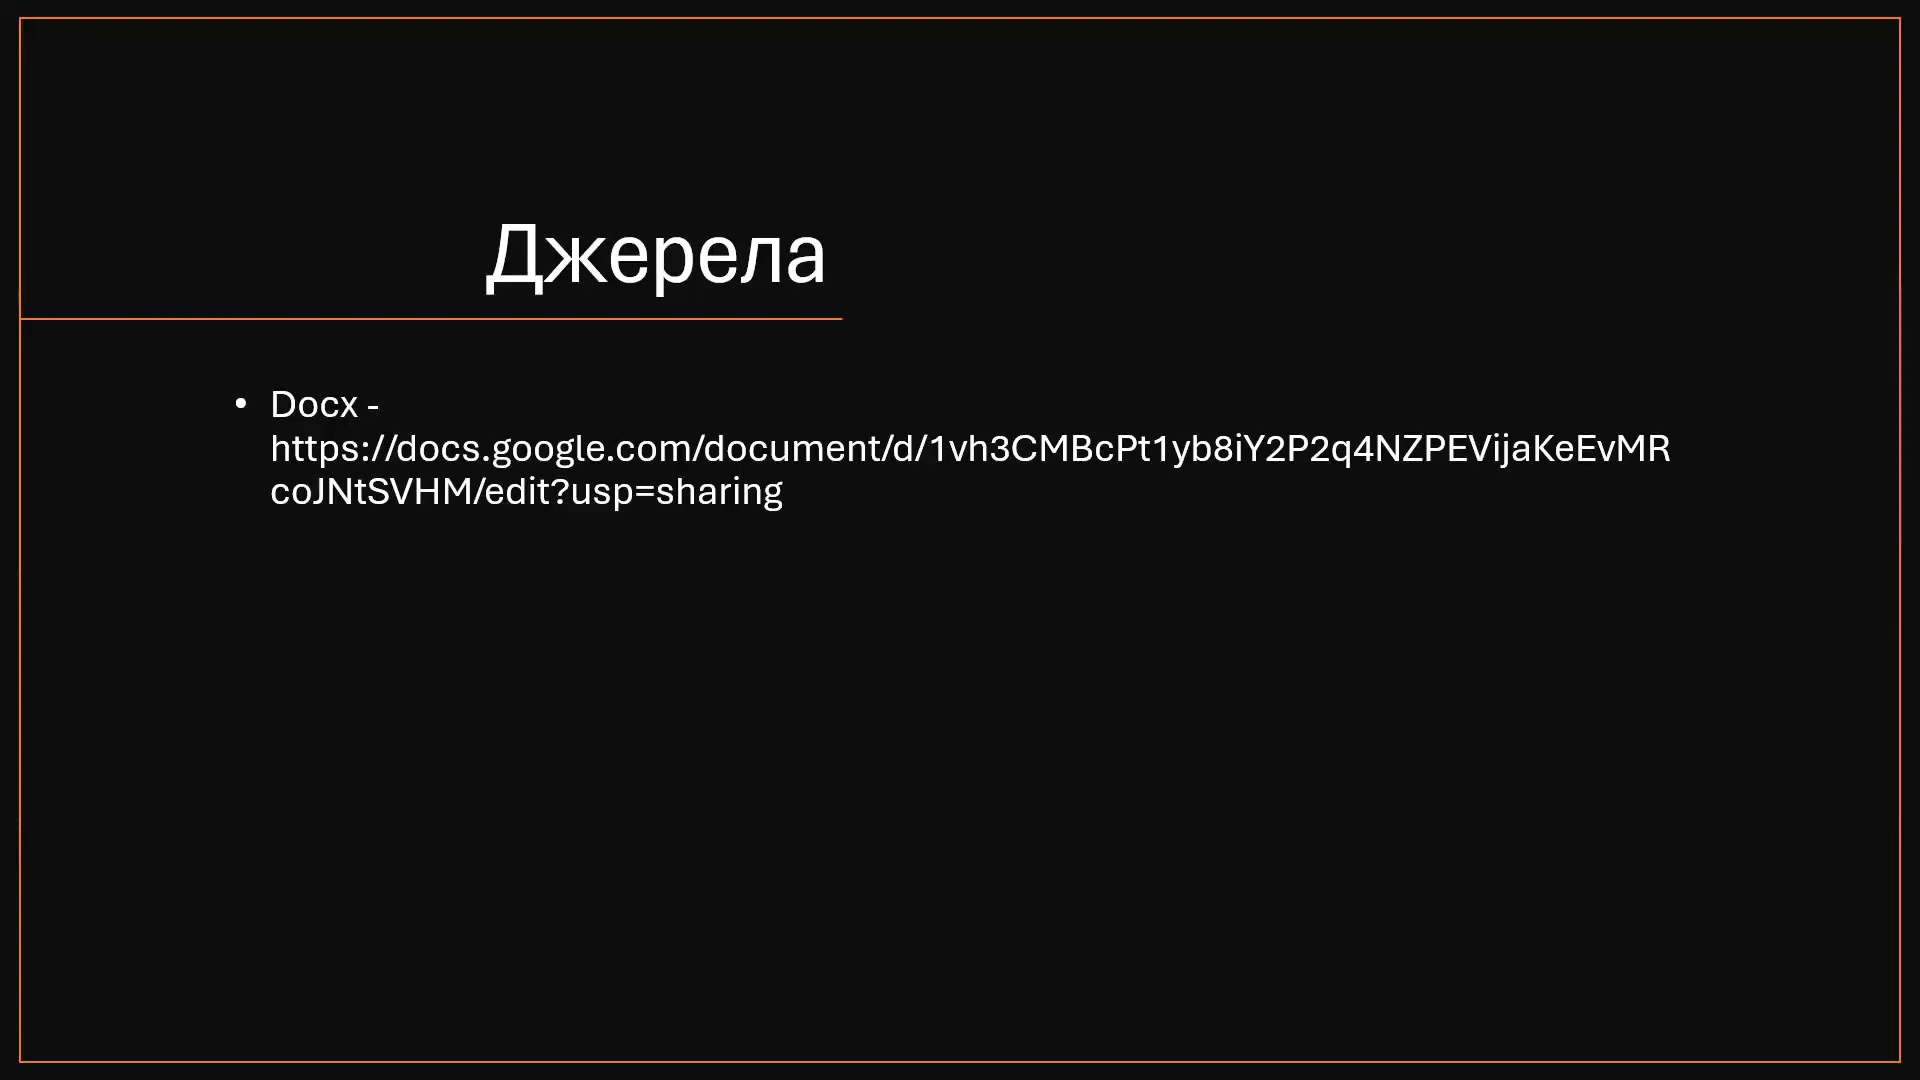 Джерела
• Docx -
https://docs.google.com/document/d/1vh3CMBcPt1yb8iY2P2q4NZPEVijaKeEvMR
coJNtSVHM/edit?usp=sharing